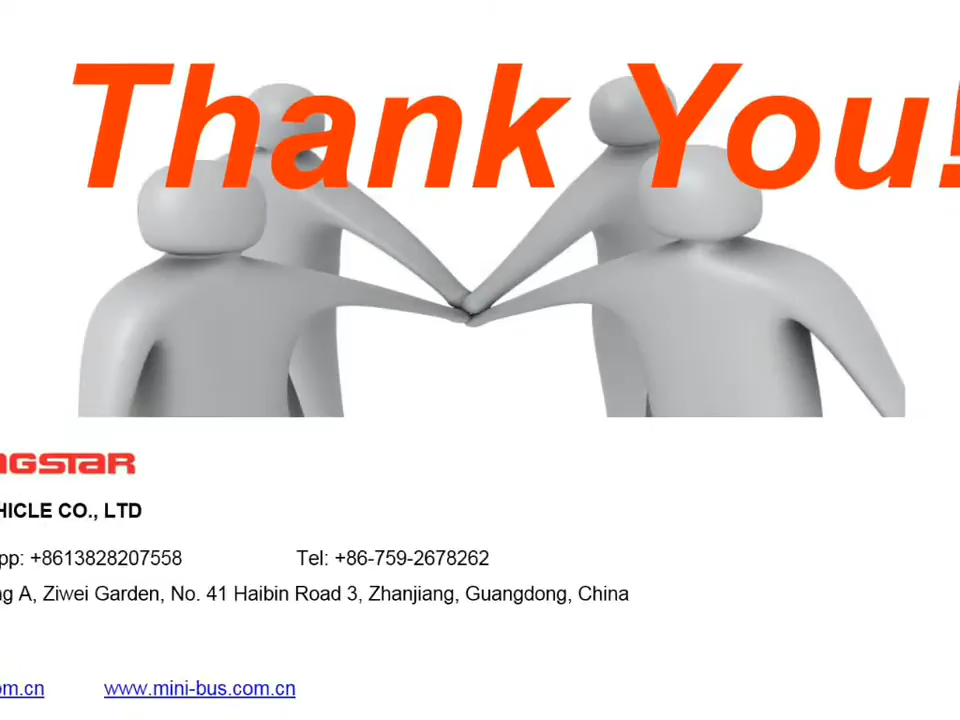 Thank You!
NGSTAR
HICLE CO., LTD
pp: +8613828207558 Tel: +86-759-2678262
ng A, Ziwei Garden, No. 41 Haibin Road 3, Zhanjiang, Guangdong, China
om.cn www.mini-bus.com.cn